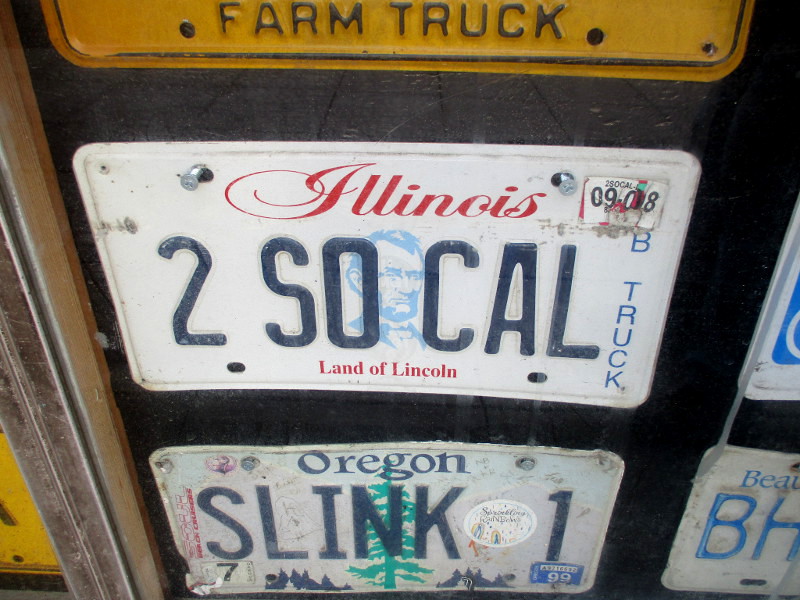 FARM TRUCK
Illinois
2SOCAL
09-08
2 SO CAL
B TRUCK
Land of Lincoln
Oregon
SLINK 1
7
99
Beau
BH